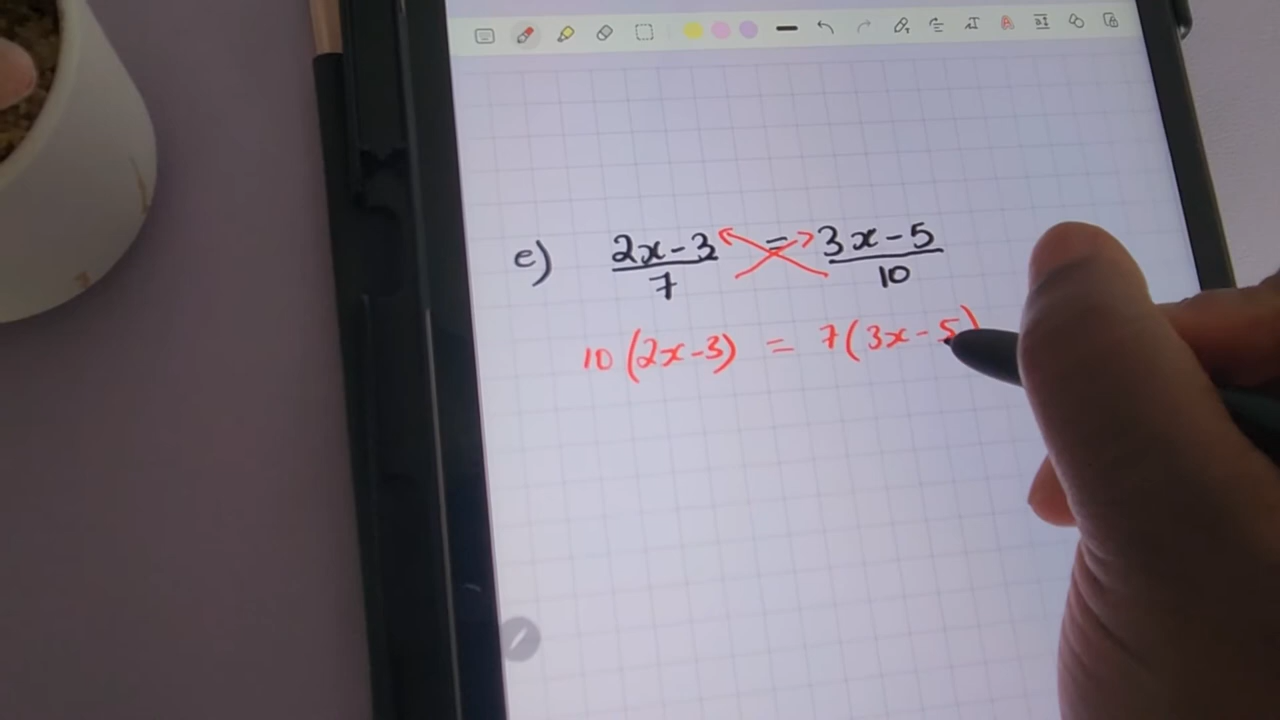 e) 2x-3/7 = 3x-5/10
10(2x-3) = 7(3x-5)